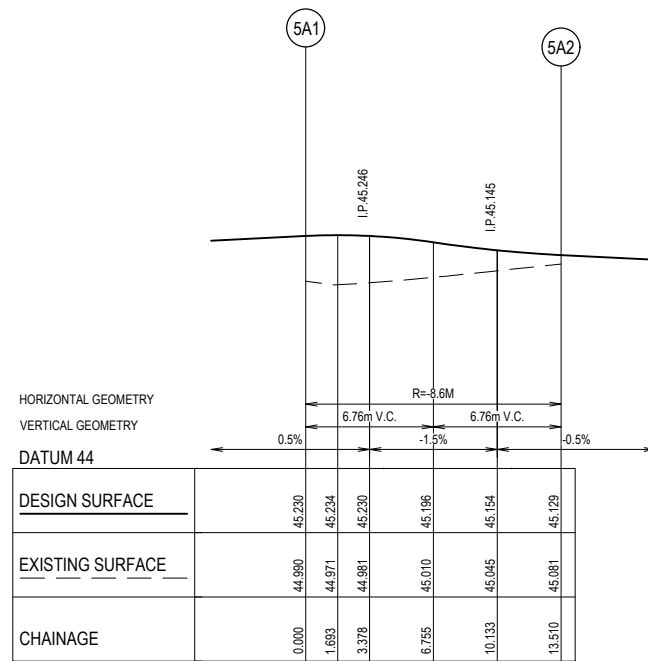 5A1
5A2
I.P.45.246
I.P.45.145
HORIZONTAL GEOMETRY
R=-8.6M
VERTICAL GEOMETRY
6.76m V.C.
6.76m V.C.
0.5%
-1.5%
-0.5%
DATUM 44
DESIGN SURFACE
45.230
45.234
45.230
45.196
45.154
45.129
EXISTING SURFACE
44.990
44.971
44.981
45.010
45.045
45.081
CHAINAGE
0.000
1.693
3.378
6.755
10.133
13.510